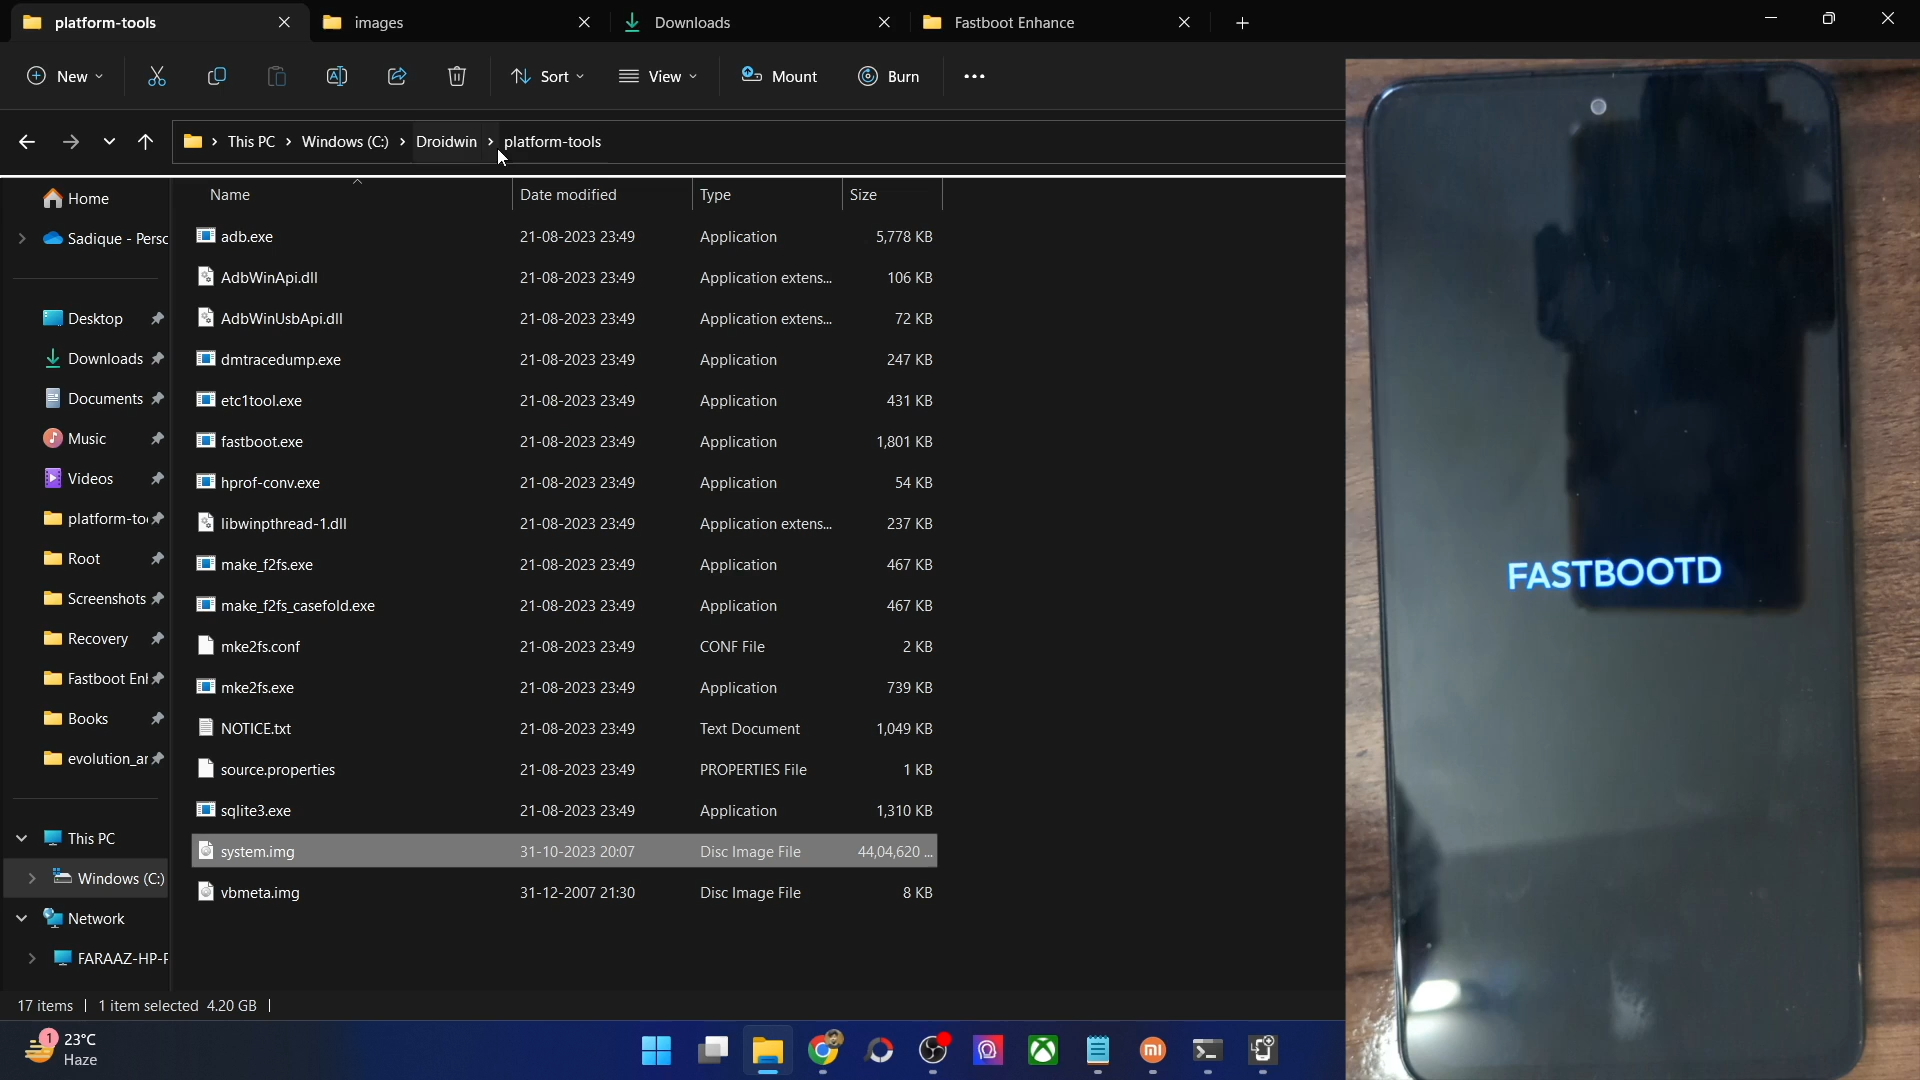 platform-tools
images
Downloads
Fastboot Enhance
New
Sort
View
Mount
Burn
This PC
Windows (C:)
Droidwin
platform-tools
Name
Date modified
Type
Size
Home
Sadique - Persc
Desktop
Downloads
Documents
Music
Videos
platform-to
Root
Screenshots
Recovery
Fastboot Enl
Books
evolution_ar
This PC
Windows (C:)
Network
FARAAZ-HP-F
adb.exe 21-08-2023 23:49 Application 5,778 KB
AdbWinApi.dll 21-08-2023 23:49 Application extens... 106 KB
AdbWinUsbApi.dll 21-08-2023 23:49 Application extens... 72 KB
dmtracedump.exe 21-08-2023 23:49 Application 247 KB
etc1tool.exe 21-08-2023 23:49 Application 431 KB
fastboot.exe 21-08-2023 23:49 Application 1,801 KB
hprof-conv.exe 21-08-2023 23:49 Application 54 KB
libwinpthread-1.dll 21-08-2023 23:49 Application extens... 237 KB
make_f2fs.exe 21-08-2023 23:49 Application 467 KB
make_f2fs_casefold.exe 21-08-2023 23:49 Application 467 KB
mke2fs.conf 21-08-2023 23:49 CONF File 2 KB
mke2fs.exe 21-08-2023 23:49 Application 739 KB
NOTICE.txt 21-08-2023 23:49 Text Document 1,049 KB
source.properties 21-08-2023 23:49 PROPERTIES File 1 KB
sqlite3.exe 21-08-2023 23:49 Application 1,310 KB
system.img 31-10-2023 20:07 Disc Image File 44,04,620 ...
vbmeta.img 31-12-2007 21:30 Disc Image File 8 KB
17 items
1 item selected 4.20 GB
1
23°C
Haze
FASTBOOTD